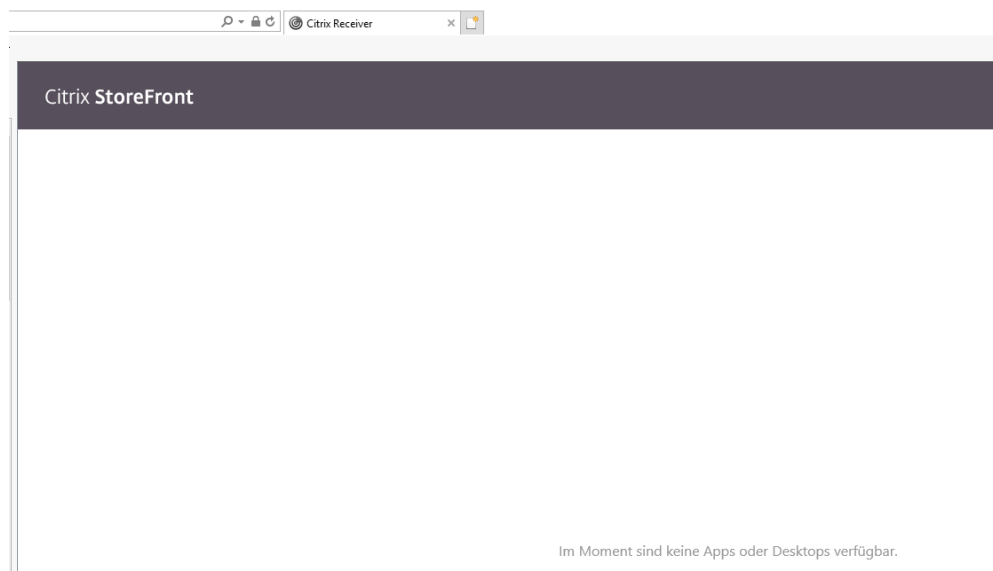 Citrix Receiver
Citrix StoreFront
Im Moment sind keine Apps oder Desktops verfügbar.